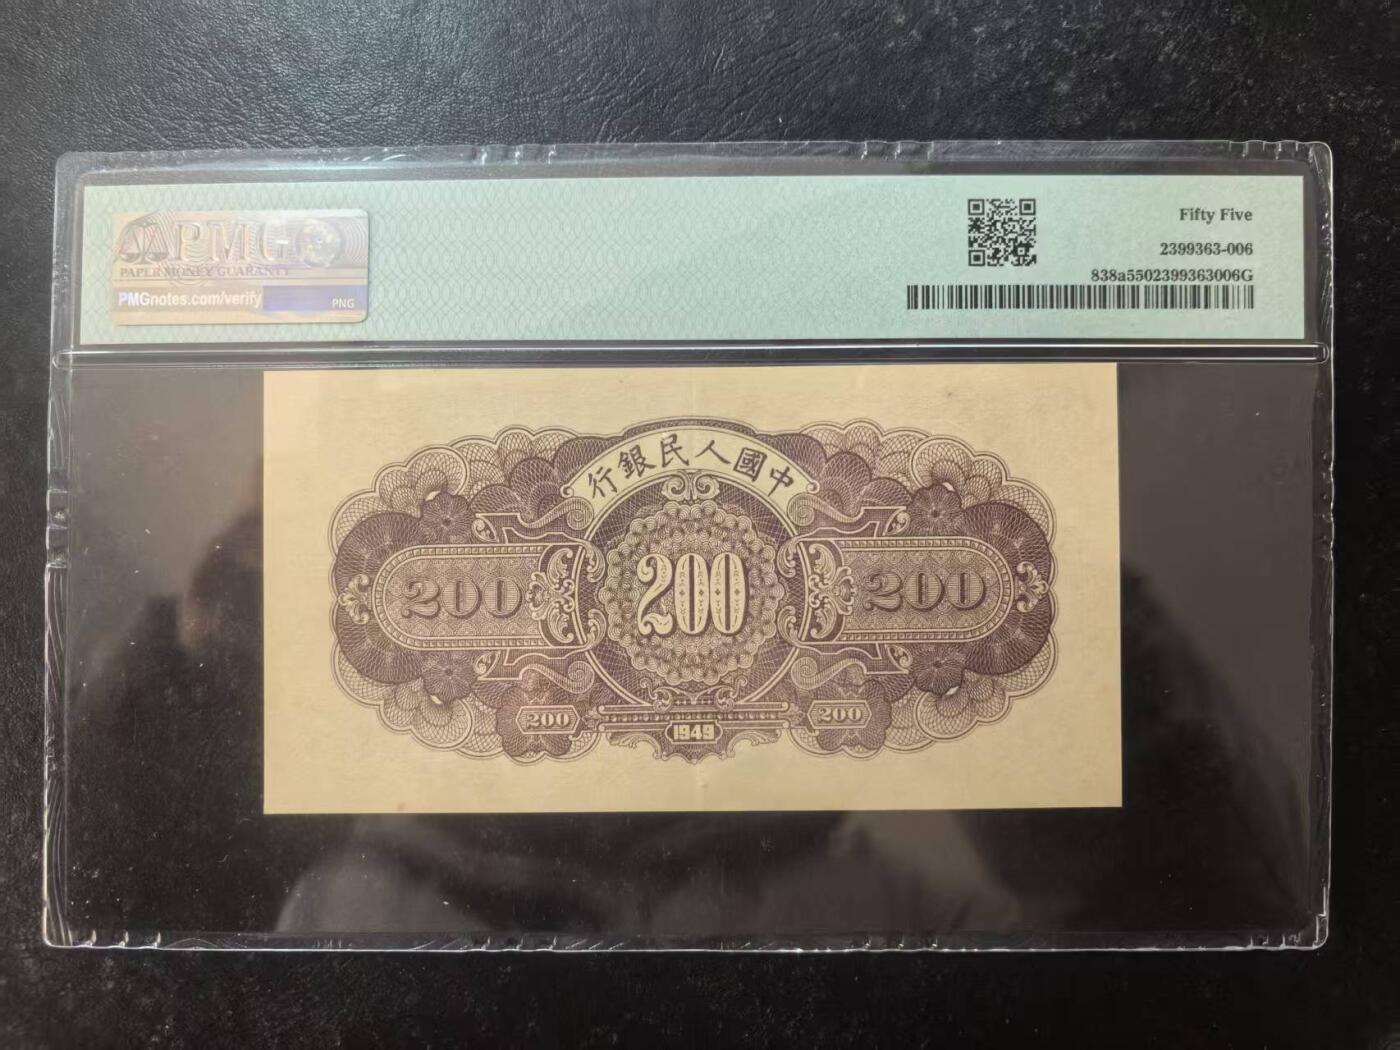 PMG
PAPER MONEY GUARANTY
PMGnotes.com/verify
PNG
Fifty Five
2399363-006
838a5502399363006G
行銀民人國中
200
200
200
200
200
1949